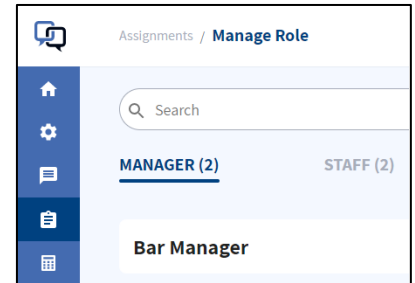 Assignments / Manage Role
Search
MANAGER (2) STAFF (2)
Bar Manager